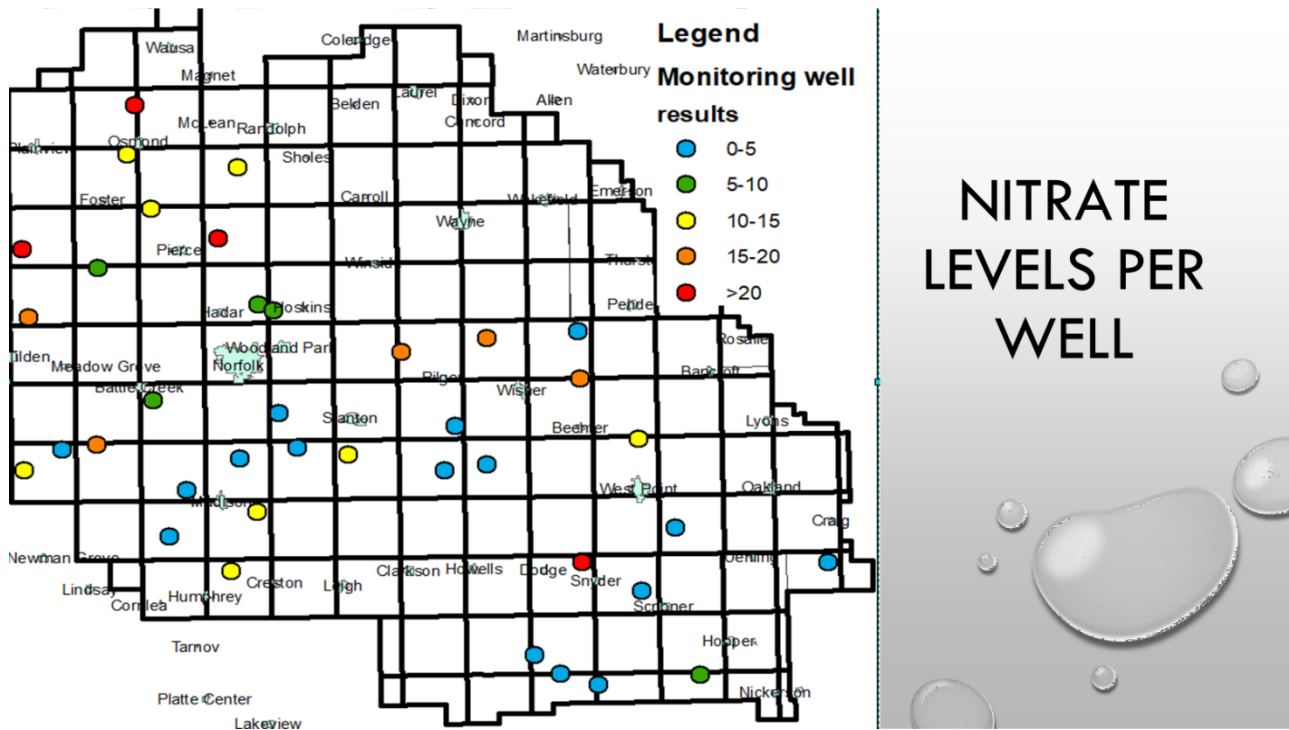 Wausa
Coleridge
Martinsburg
Legend
Magnet
Waterbury
Monitoring well
results
Belden
Laurel
Dixon
Allen
McLean
Randolph
Concord
Plainview
Osmond
Sholes
0-5
5-10
10-15
15-20
>20
Foster
Carroll
Wakefield
Emerson
Wayne
Pierce
Winside
Thurst
Hadar
Hoskins
Pende
Tilden
Meadow Grove
Woodland Park
Norfolk
Rosalie
Battle Creek
Pilger
Wisner
Bancroft
Stanton
Beemer
Lyons
Madison
West Point
Oakland
Craig
Newman Grove
Uehling
Lindsay
Cornlea
Humphrey
Creston
Leigh
Clarkson
Howells
Dodge
Snyder
Scribner
Tarnov
Hooper
Platte Center
Nickerson
Lakeview
NITRATE
LEVELS PER
WELL